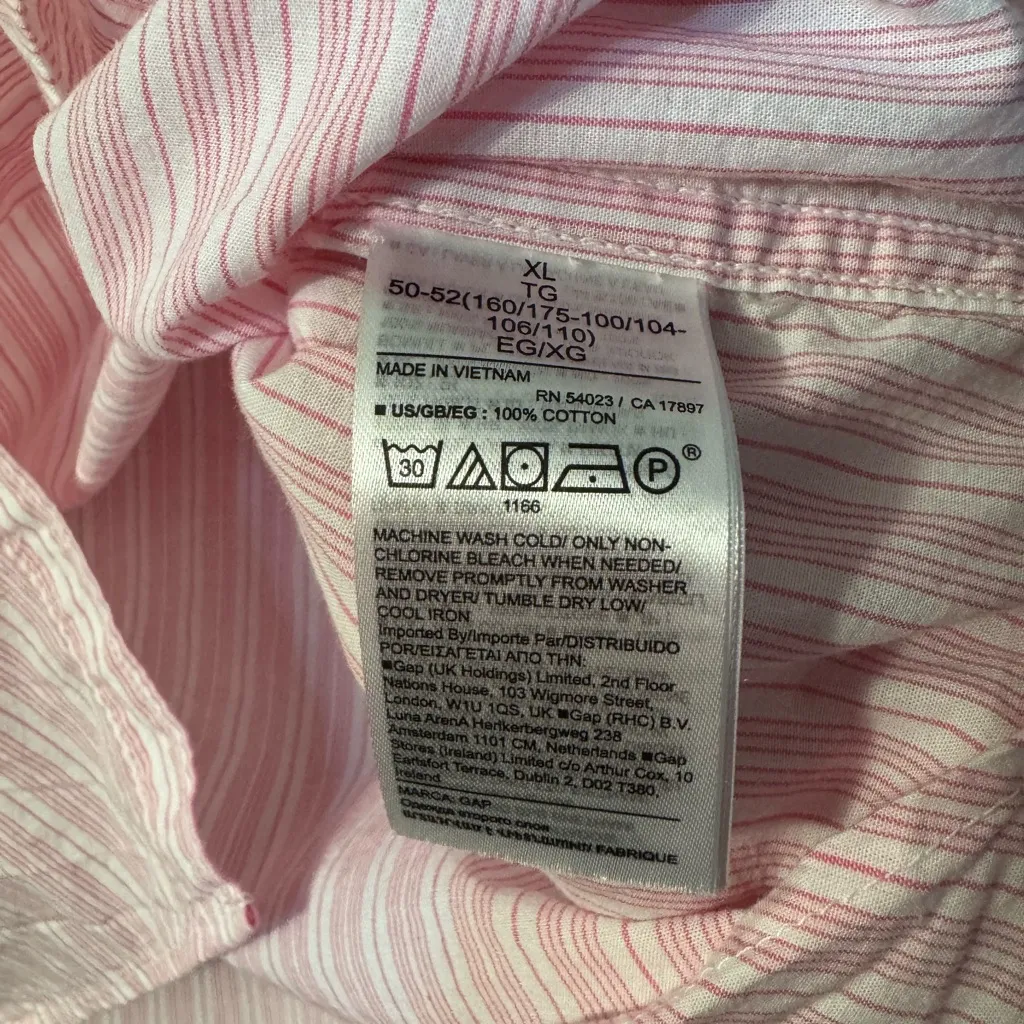 XL
TG
50-52(160/175-100/104-
106/110)
EG/XG
MADE IN VIETNAM
RN 54023 / CA 17897
■ US/GB/EG : 100% COTTON
30
P ®
1166
MACHINE WASH COLD/ ONLY NON-
CHLORINE BLEACH WHEN NEEDED/
REMOVE PROMPTLY FROM WASHER
AND DRYER/ TUMBLE DRY LOW/
COOL IRON
Imported By/Importe Par/DISTRIBUIDO
POR/ΕΙΣΑΓΕΤΑΙ ΑΠΟ ΤΗΝ:
■Gap (UK Holdings) Limited, 2nd Floor
Nations House, 103 Wigmore Street,
London, W1U 1QS, UK ■Gap (RHC) B.V.
Luna ArenA Herikerbergweg 238
Amsterdam 1101 CM, Netherlands ■Gap
Stores (Ireland) Limited c/o Arthur Cox, 10
Earlsfort Terrace, Dublin 2, D02 T380,
Ireland
MARCA: GAP
Одежда второго слоя
FABRIQUE